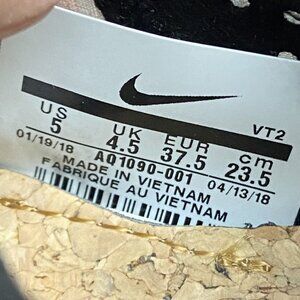 VT2
US UK EUR cm
5 4.5 37.5 23.5
01/19/18 AQ1090-001 04/13/18
MADE IN VIETNAM
FABRIQUE AU VIETNAM